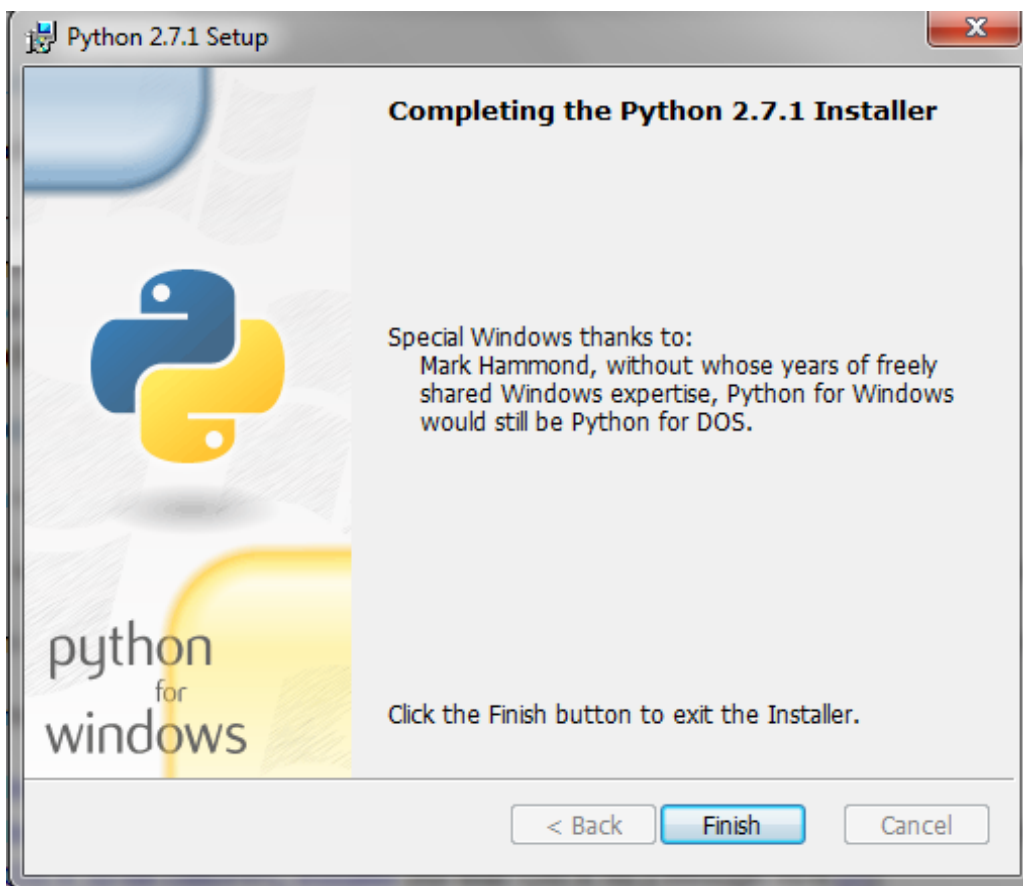 Python 2.7.1 Setup
Completing the Python 2.7.1 Installer
Special Windows thanks to:
Mark Hammond, without whose years of freely
shared Windows expertise, Python for Windows
would still be Python for DOS.
python
for
windows
Click the Finish button to exit the Installer.
< Back
Finish
Cancel